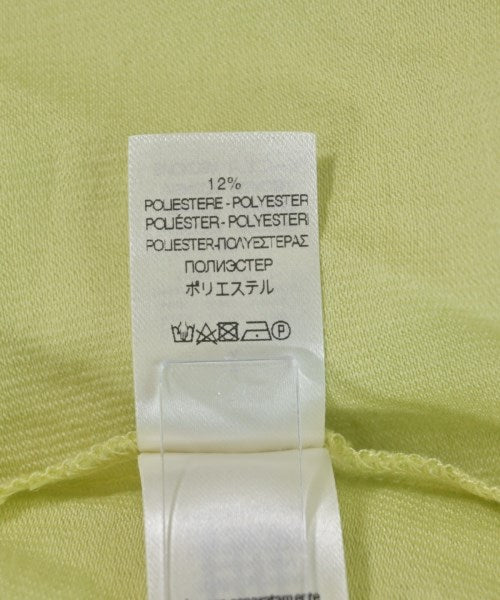 12%
POLIESTERE - POLYESTER
POLIÉSTER - POLYESTER
POLIESTER-ΠΟΛΥΕΣΤΕΡΑΣ
ПОЛИЭСТЕР
ポリエステル
P